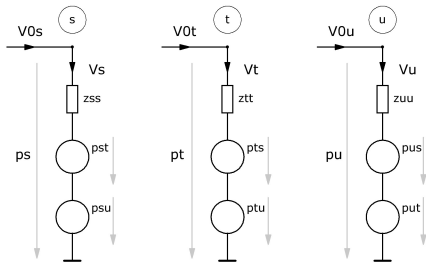 s t u
V0s V0t V0u
Vs Vt Vu
zss ztt zuu
ps pst pt pts pu pus
psu ptu put